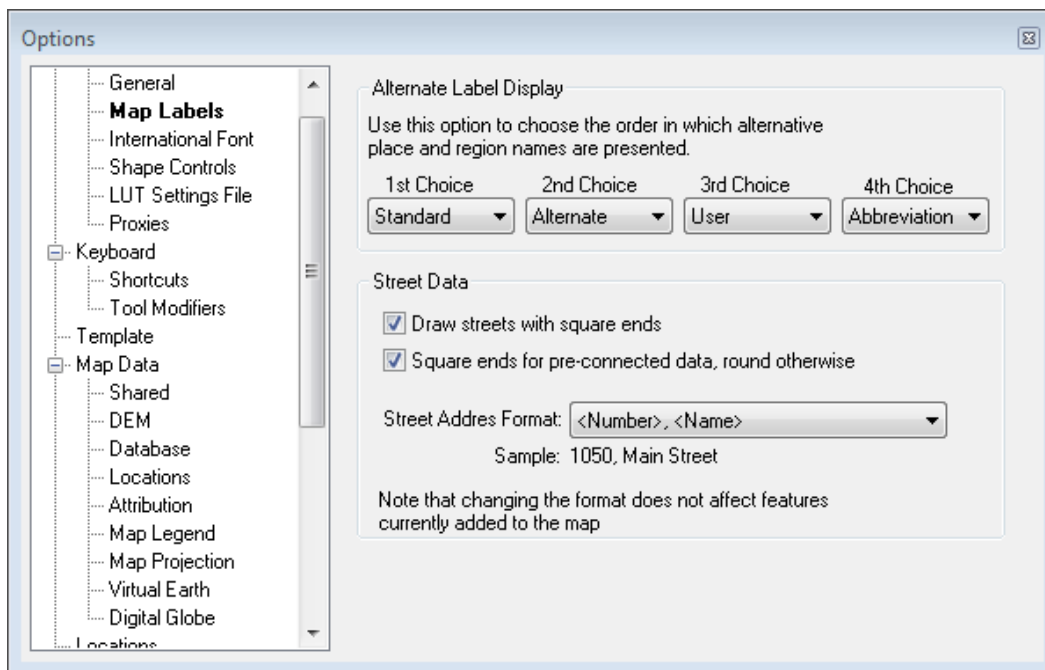 Options
General
Map Labels
International Font
Shape Controls
LUT Settings File
Proxies
Keyboard
Shortcuts
Tool Modifiers
Template
Map Data
Shared
DEM
Database
Locations
Attribution
Map Legend
Map Projection
Virtual Earth
Digital Globe
Locations
Alternate Label Display
Use this option to choose the order in which alternative
place and region names are presented.
1st Choice 2nd Choice 3rd Choice 4th Choice
Standard Alternate User Abbreviation
Street Data
Draw streets with square ends
Square ends for pre-connected data, round otherwise
Street Addres Format: <Number>, <Name>
Sample: 1050, Main Street
Note that changing the format does not affect features
currently added to the map